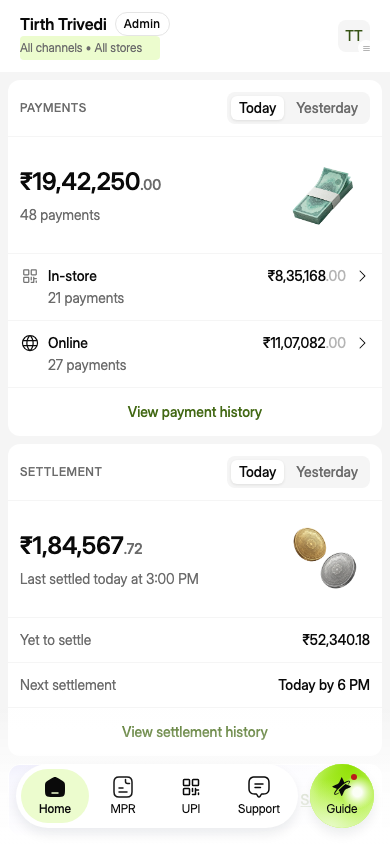 Tirth Trivedi Admin
All channels • All stores
TT
PAYMENTS Today Yesterday
₹19,42,250.00
48 payments
In-store ₹8,35,168.00
21 payments
Online ₹11,07,082.00
27 payments
View payment history
SETTLEMENT Today Yesterday
₹1,84,567.72
Last settled today at 3:00 PM
Yet to settle ₹52,340.18
Next settlement Today by 6 PM
View settlement history
Home MPR UPI Support Guide